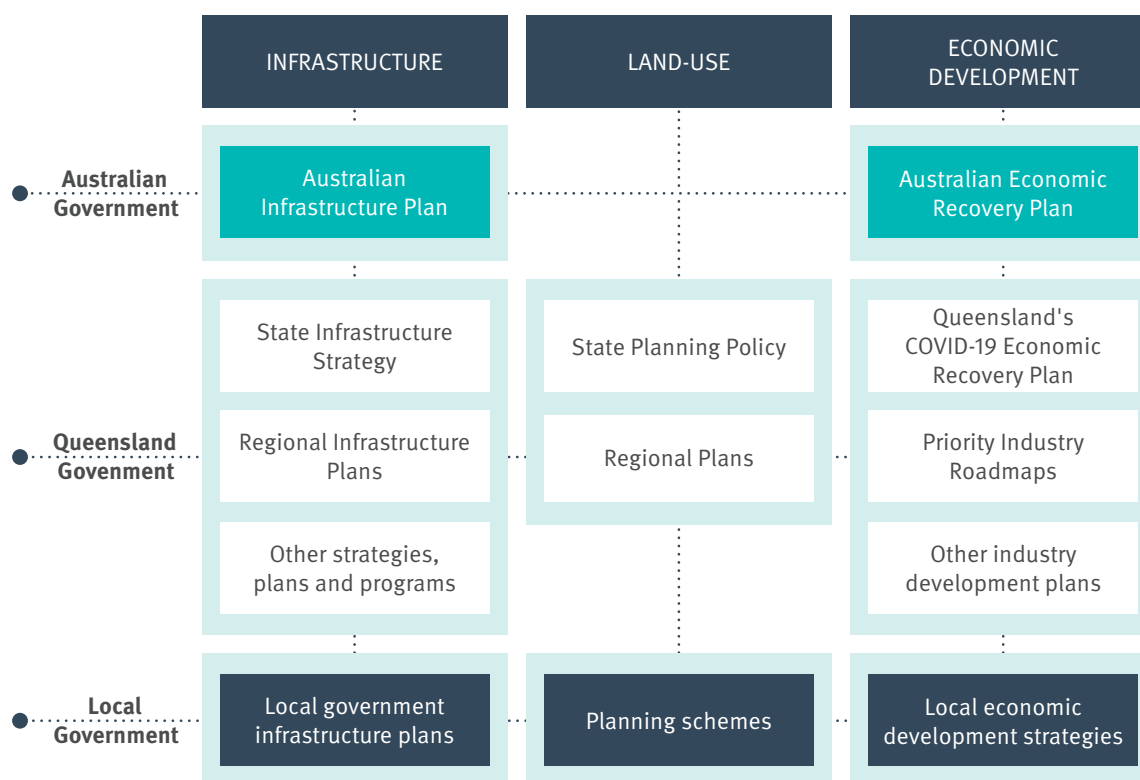 INFRASTRUCTURE
LAND-USE
ECONOMIC
DEVELOPMENT
Australian
Government
Australian
Infrastructure Plan
Australian Economic
Recovery Plan
Queensland
Govenment
State Infrastructure
Strategy
State Planning Policy
Queensland's
COVID-19 Economic
Recovery Plan
Regional Infrastructure
Plans
Regional Plans
Priority Industry
Roadmaps
Other strategies,
plans and programs
Other industry
development plans
Local
Government
Local government
infrastructure plans
Planning schemes
Local economic
development strategies